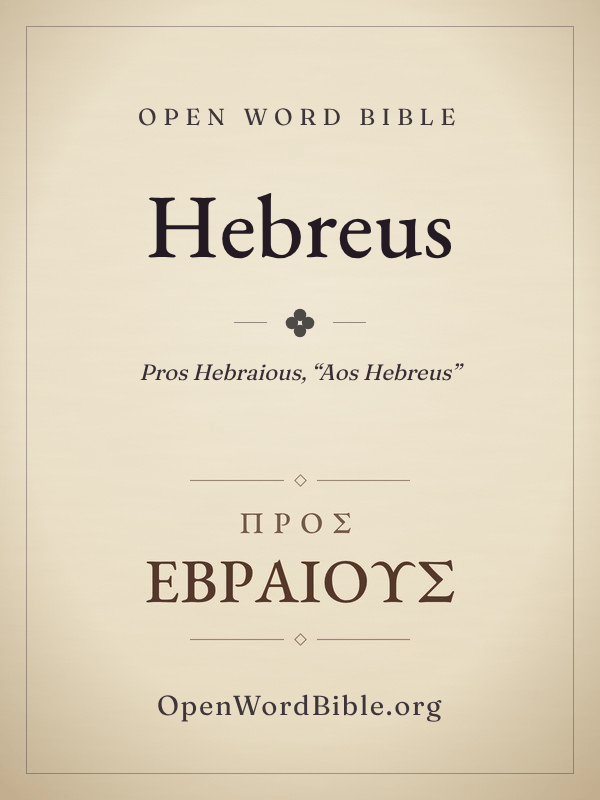 OPEN WORD BIBLE
Hebreus
Pros Hebraious, “Aos Hebreus”
ΠΡΟΣ
ΕΒΡΑΙΟΥΣ
OpenWordBible.org